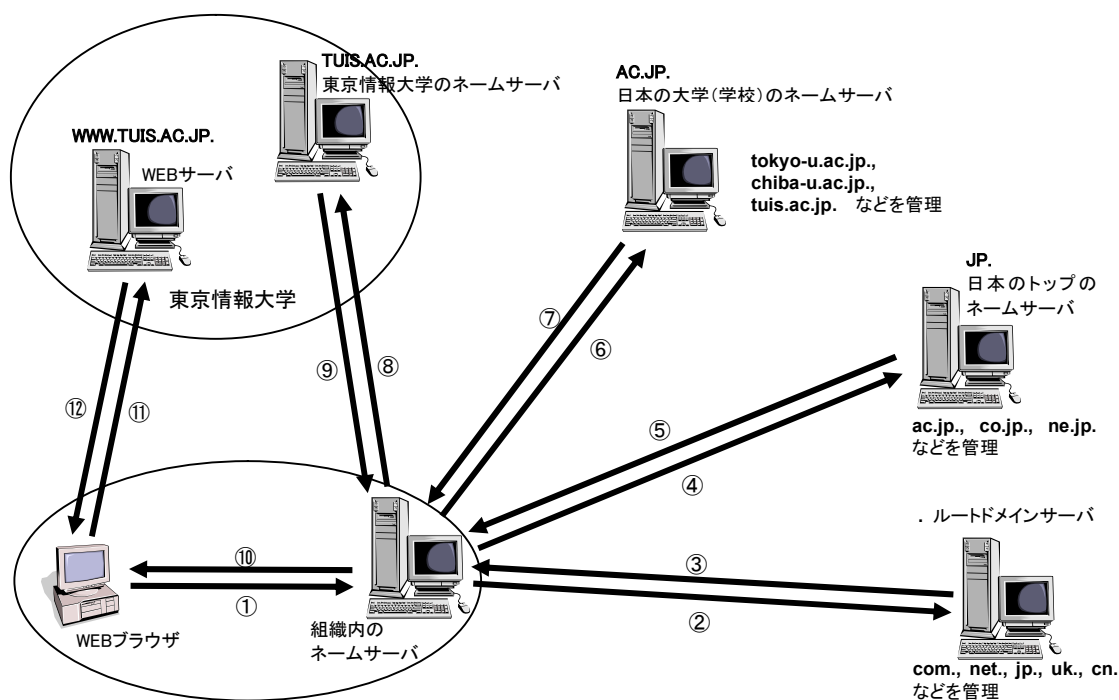 TUIS.AC.JP.
東京情報大学のネームサーバ
WWW.TUIS.AC.JP.
WEBサーバ
東京情報大学
AC.JP.
日本の大学(学校)のネームサーバ
tokyo-u.ac.jp.,
chiba-u.ac.jp.,
tuis.ac.jp. などを管理
JP.
日本のトップの
ネームサーバ
ac.jp., co.jp., ne.jp.
などを管理
⑦
⑥
⑨
⑧
⑫
⑪
⑤
④
. ルートドメインサーバ
③
②
⑩
①
WEBブラウザ
組織内の
ネームサーバ
com., net., jp., uk., cn.
などを管理